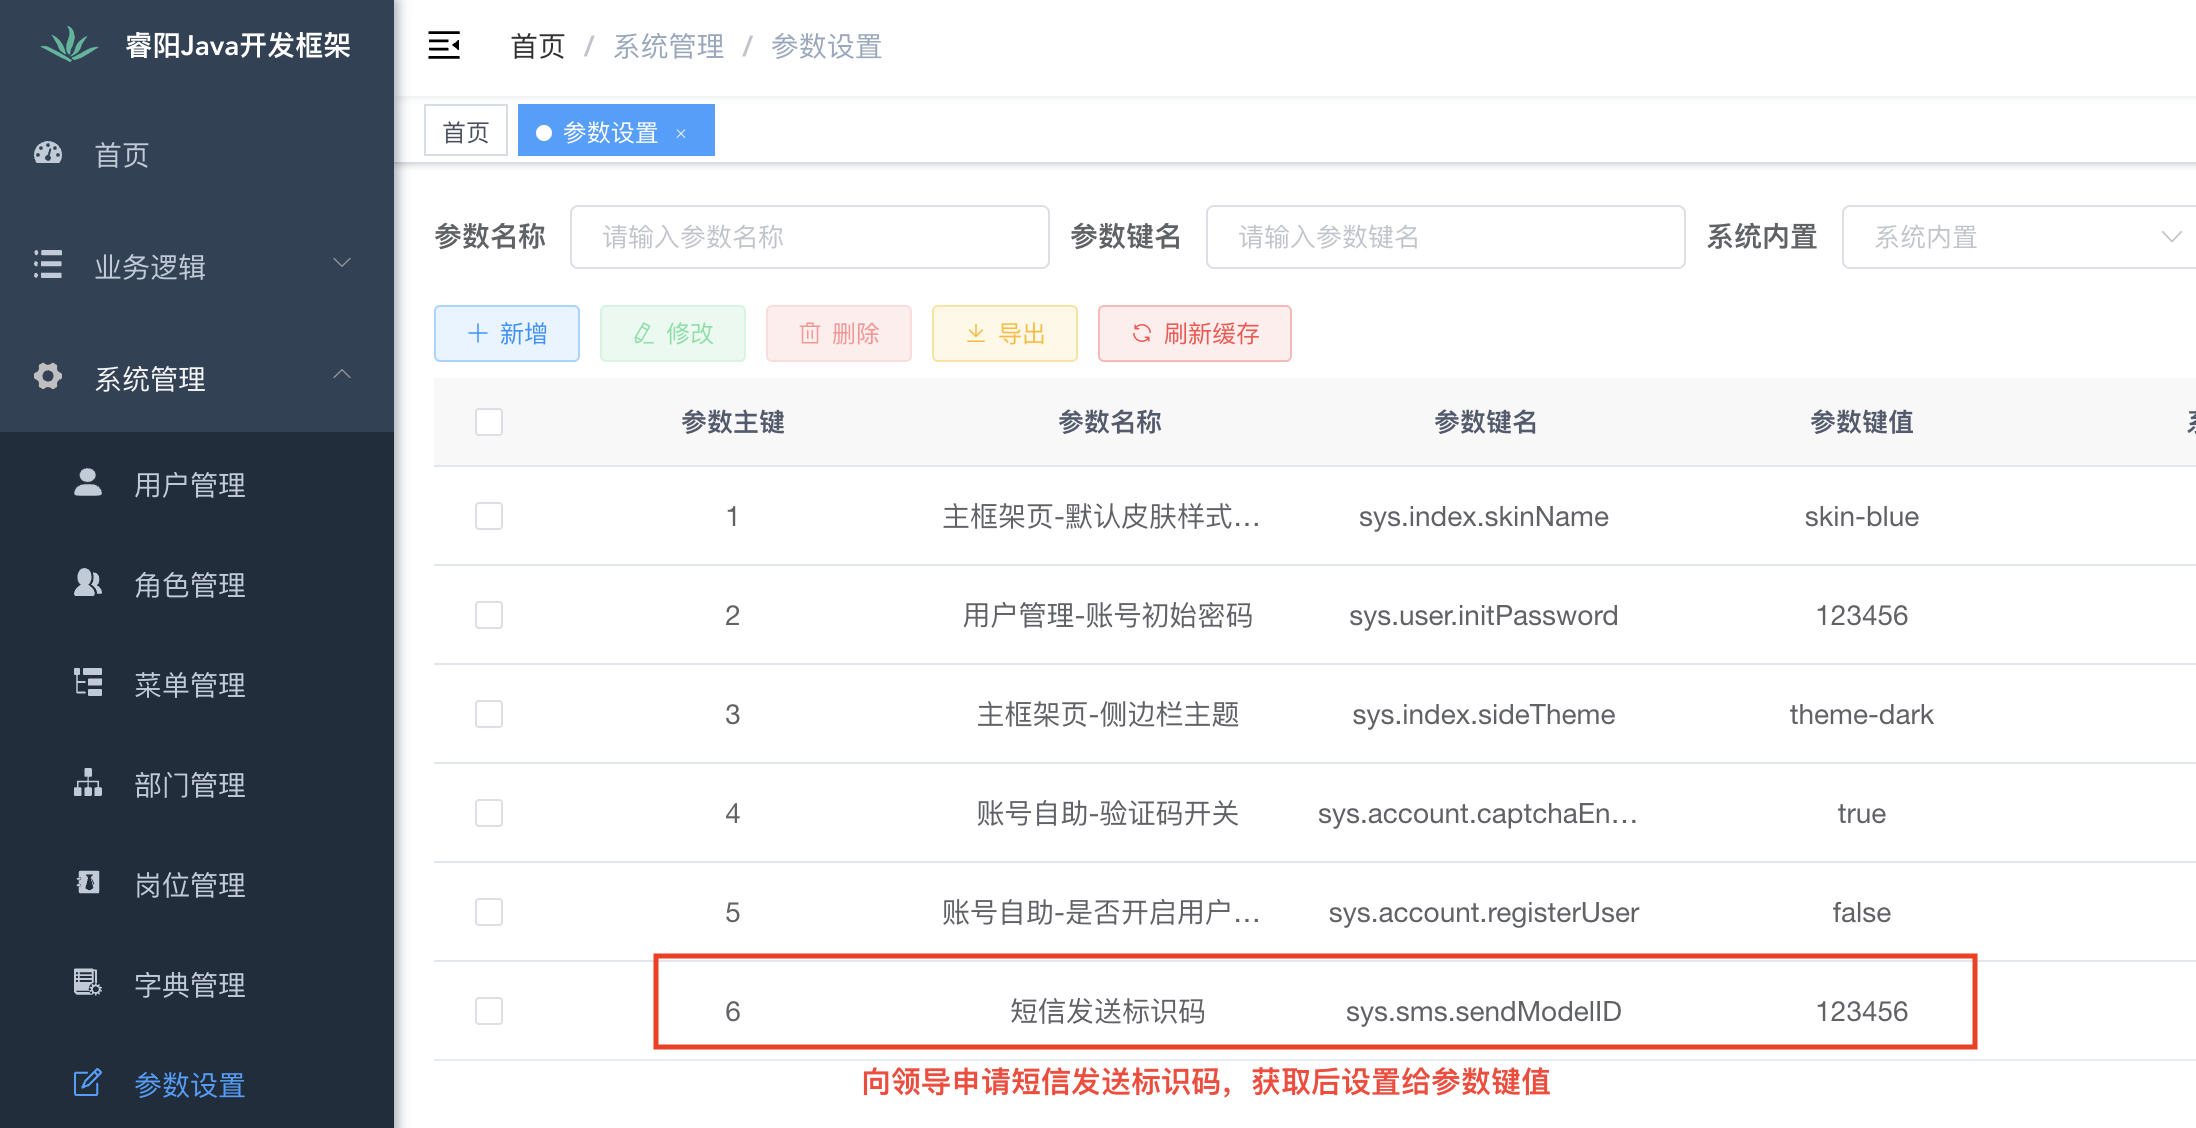 睿阳Java开发框架
首页 / 系统管理 / 参数设置
首页
参数设置 ×
首页
业务逻辑
系统管理
用户管理
角色管理
菜单管理
部门管理
岗位管理
字典管理
参数设置
参数名称 请输入参数名称 参数键名 请输入参数键名 系统内置 系统内置
新增 修改 删除 导出 刷新缓存
参数主键 参数名称 参数键名 参数键值
1 主框架页-默认皮肤样式... sys.index.skinName skin-blue
2 用户管理-账号初始密码 sys.user.initPassword 123456
3 主框架页-侧边栏主题 sys.index.sideTheme theme-dark
4 账号自助-验证码开关 sys.account.captchaEn... true
5 账号自助-是否开启用户... sys.account.registerUser false
6 短信发送标识码 sys.sms.sendModelID 123456
向领导申请短信发送标识码，获取后设置给参数键值